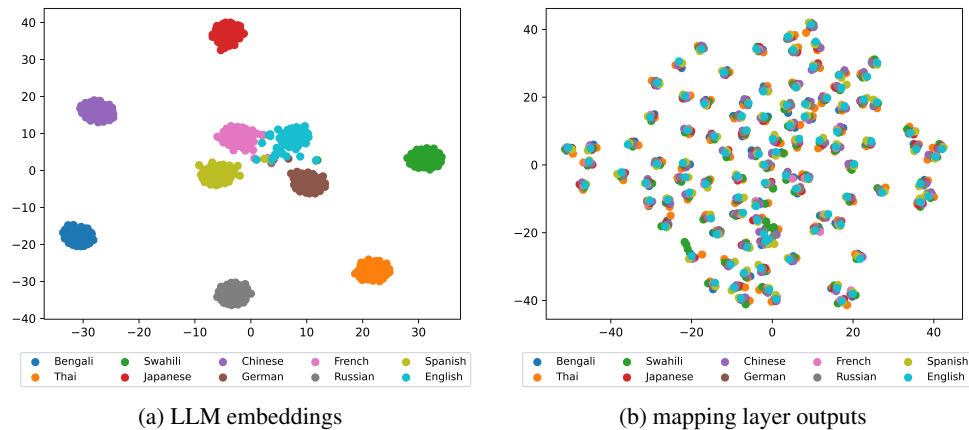 40
30
20
10
0
−10
−20
−30
−40
−30 −20 −10 0 10 20 30
Bengali Swahili Chinese French Spanish
Thai Japanese German Russian English
(a) LLM embeddings
40
20
0
−20
−40
−40 −20 0 20 40
Bengali Swahili Chinese French Spanish
Thai Japanese German Russian English
(b) mapping layer outputs